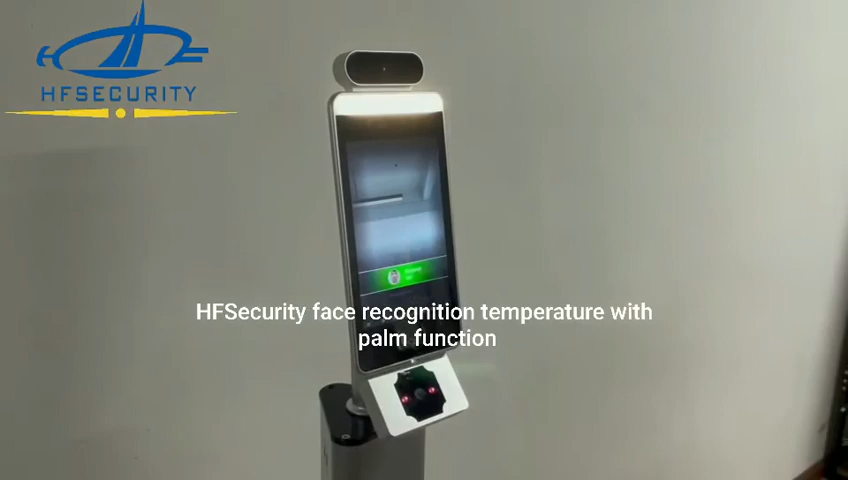 HFSECURITY
HFSecurity face recognition temperature with
palm function